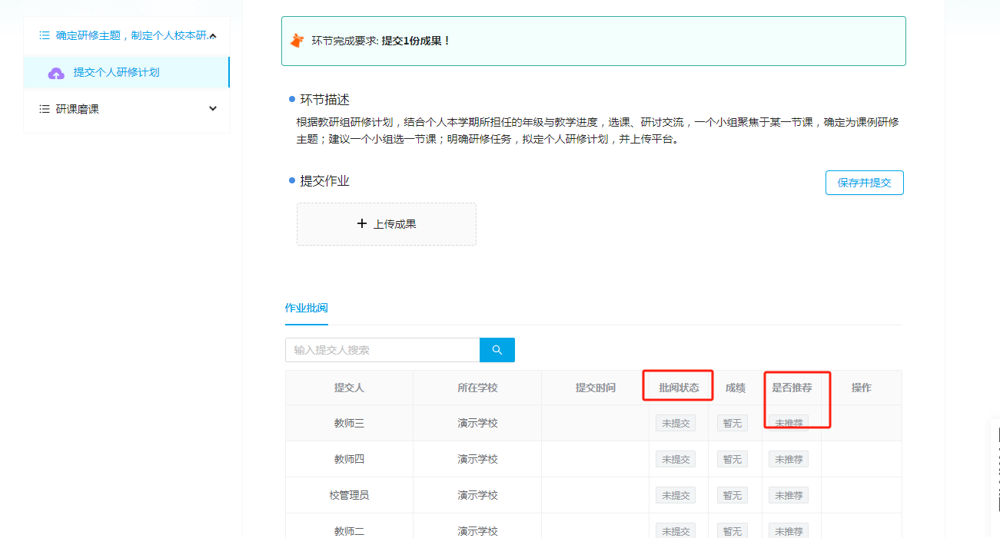 确定研修主题，制定个人校本研...
提交个人研修计划
研课磨课
环节完成要求: 提交1份成果！
环节描述
根据教研组研修计划，结合个人本学期所担任的年级与教学进度，选课、研讨交流，一个小组聚焦于某一节课，确定为课例研修
主题；建议一个小组选一节课；明确研修任务，拟定个人研修计划，并上传平台。
提交作业
保存并提交
+ 上传成果
作业批阅
输入提交人搜索
提交人 所在学校 提交时间 批阅状态 成绩 是否推荐 操作
教师三 演示学校 未提交 暂无 未推荐
教师四 演示学校 未提交 暂无 未推荐
校管理员 演示学校 未提交 暂无 未推荐
教师二 演示学校 未提交 暂无 未推荐